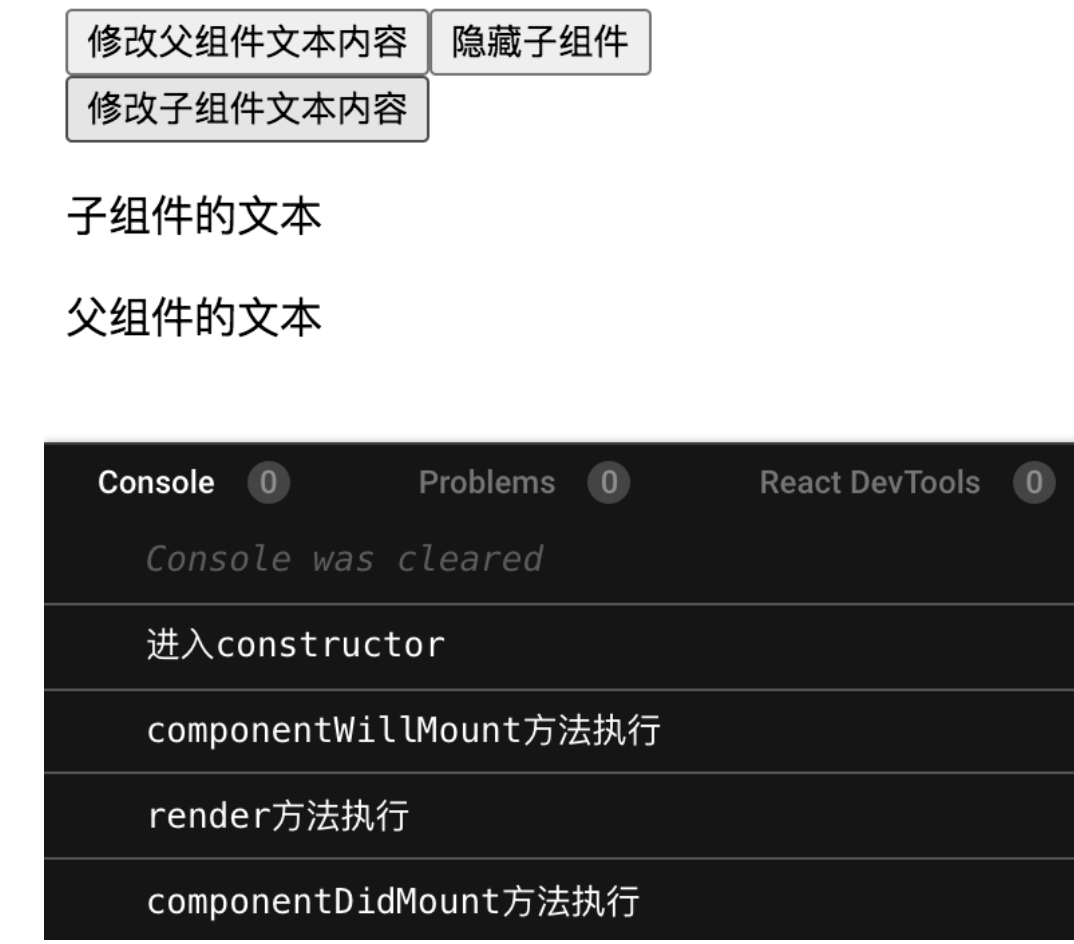 修改父组件文本内容 隐藏子组件
修改子组件文本内容
子组件的文本
父组件的文本
Console 0 Problems 0 React DevTools 0
Console was cleared
进入constructor
componentWillMount方法执行
render方法执行
componentDidMount方法执行